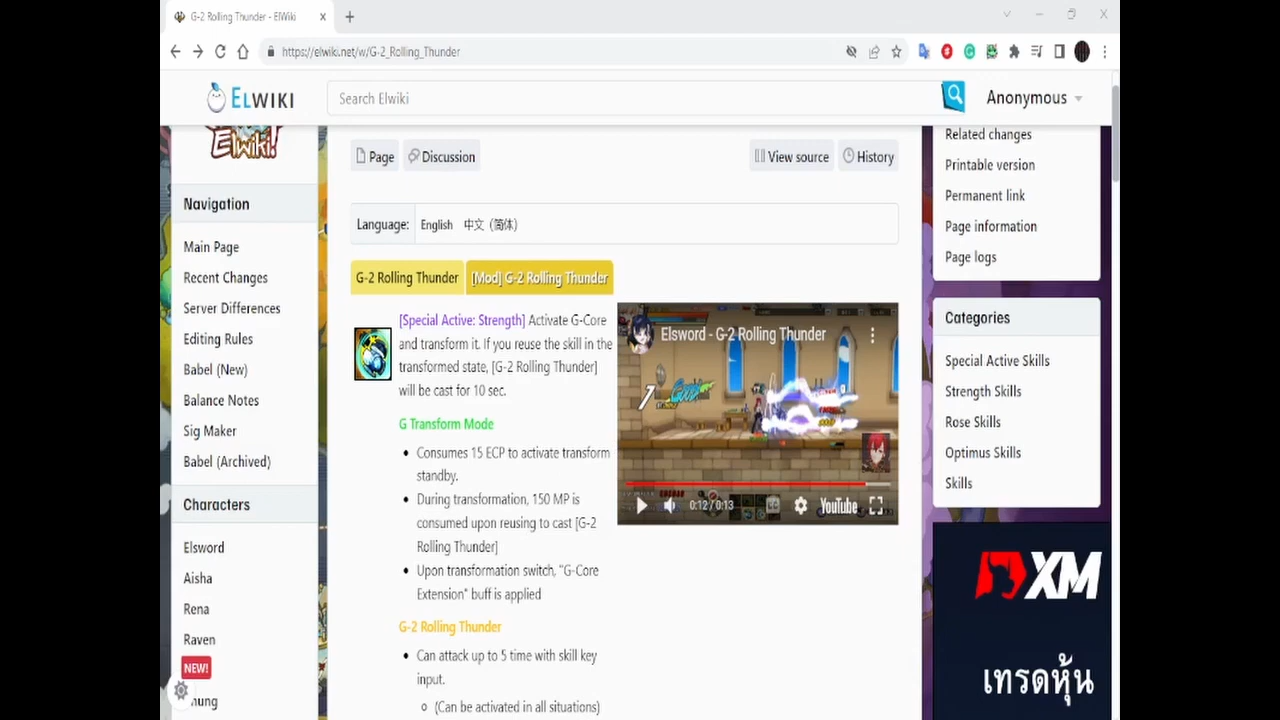 G-2 Rolling Thunder - ElWiki
https://elwiki.net/w/G-2_Rolling_Thunder
ELWIKI
Search Elwiki
Anonymous
Elwiki!
Navigation
Main Page
Recent Changes
Server Differences
Editing Rules
Babel (New)
Balance Notes
Sig Maker
Babel (Archived)
Characters
Elsword
Aisha
Rena
Raven
NEW!
hung
Page
Discussion
View source
History
Language:
English
中文（简体）
G-2 Rolling Thunder
[Mod] G-2 Rolling Thunder
[Special Active: Strength] Activate G-Core
and transform it. If you reuse the skill in the
transformed state, [G-2 Rolling Thunder]
will be cast for 10 sec.
G Transform Mode
Consumes 15 ECP to activate transform
standby.
During transformation, 150 MP is
consumed upon reusing to cast [G-2
Rolling Thunder]
Upon transformation switch, "G-Core
Extension" buff is applied
G-2 Rolling Thunder
Can attack up to 5 time with skill key
input.
(Can be activated in all situations)
Elsword - G-2 Rolling Thunder
0:12 / 0:13
YouTube
Related changes
Printable version
Permanent link
Page information
Page logs
Categories
Special Active Skills
Strength Skills
Rose Skills
Optimus Skills
Skills
XM
เทรดหุ้น